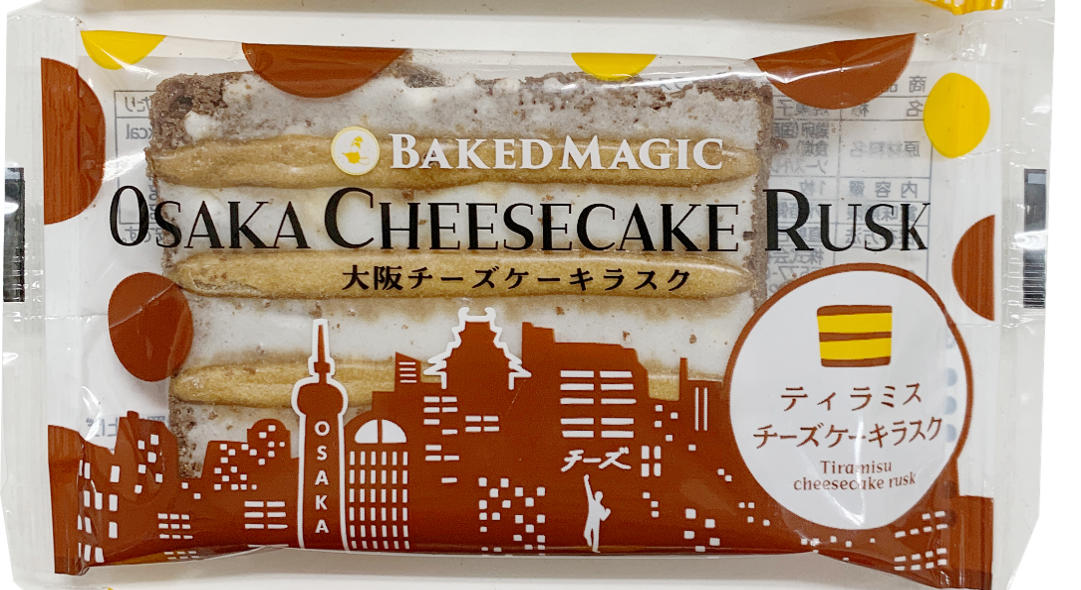 BAKED MAGIC
OSAKA CHEESECAKE RUSK
大阪チーズケーキラスク
OSAKA
チーズ
ティラミス
チーズケーキラスク
Tiramisu
cheesecake rusk